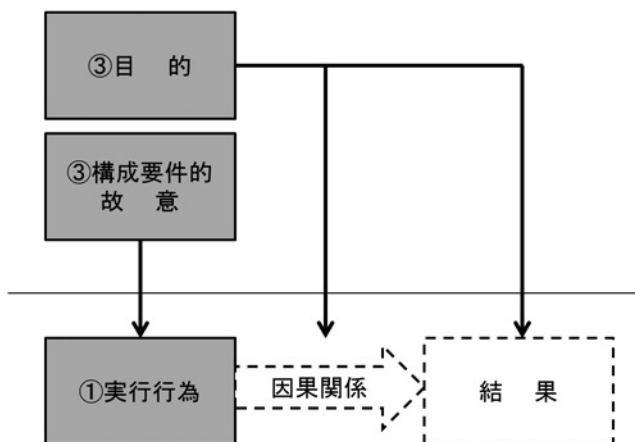 ③目　的
③構成要件的
故　意
①実行行為
因果関係
結　果